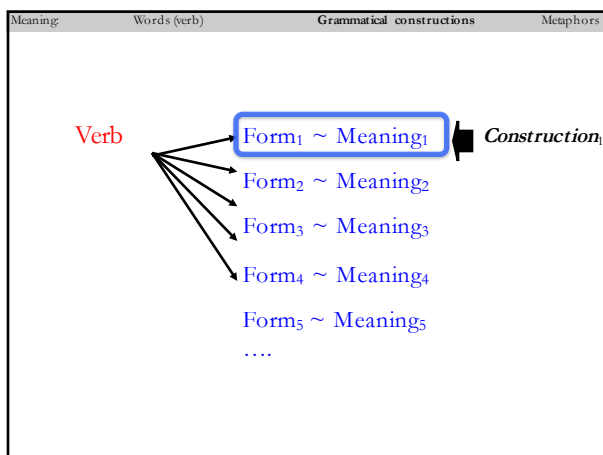 Meaning: Words (verb) Grammatical constructions Metaphors
Verb Form₁ ~ Meaning₁ Construction₁
Form₂ ~ Meaning₂
Form₃ ~ Meaning₃
Form₄ ~ Meaning₄
Form₅ ~ Meaning₅
….